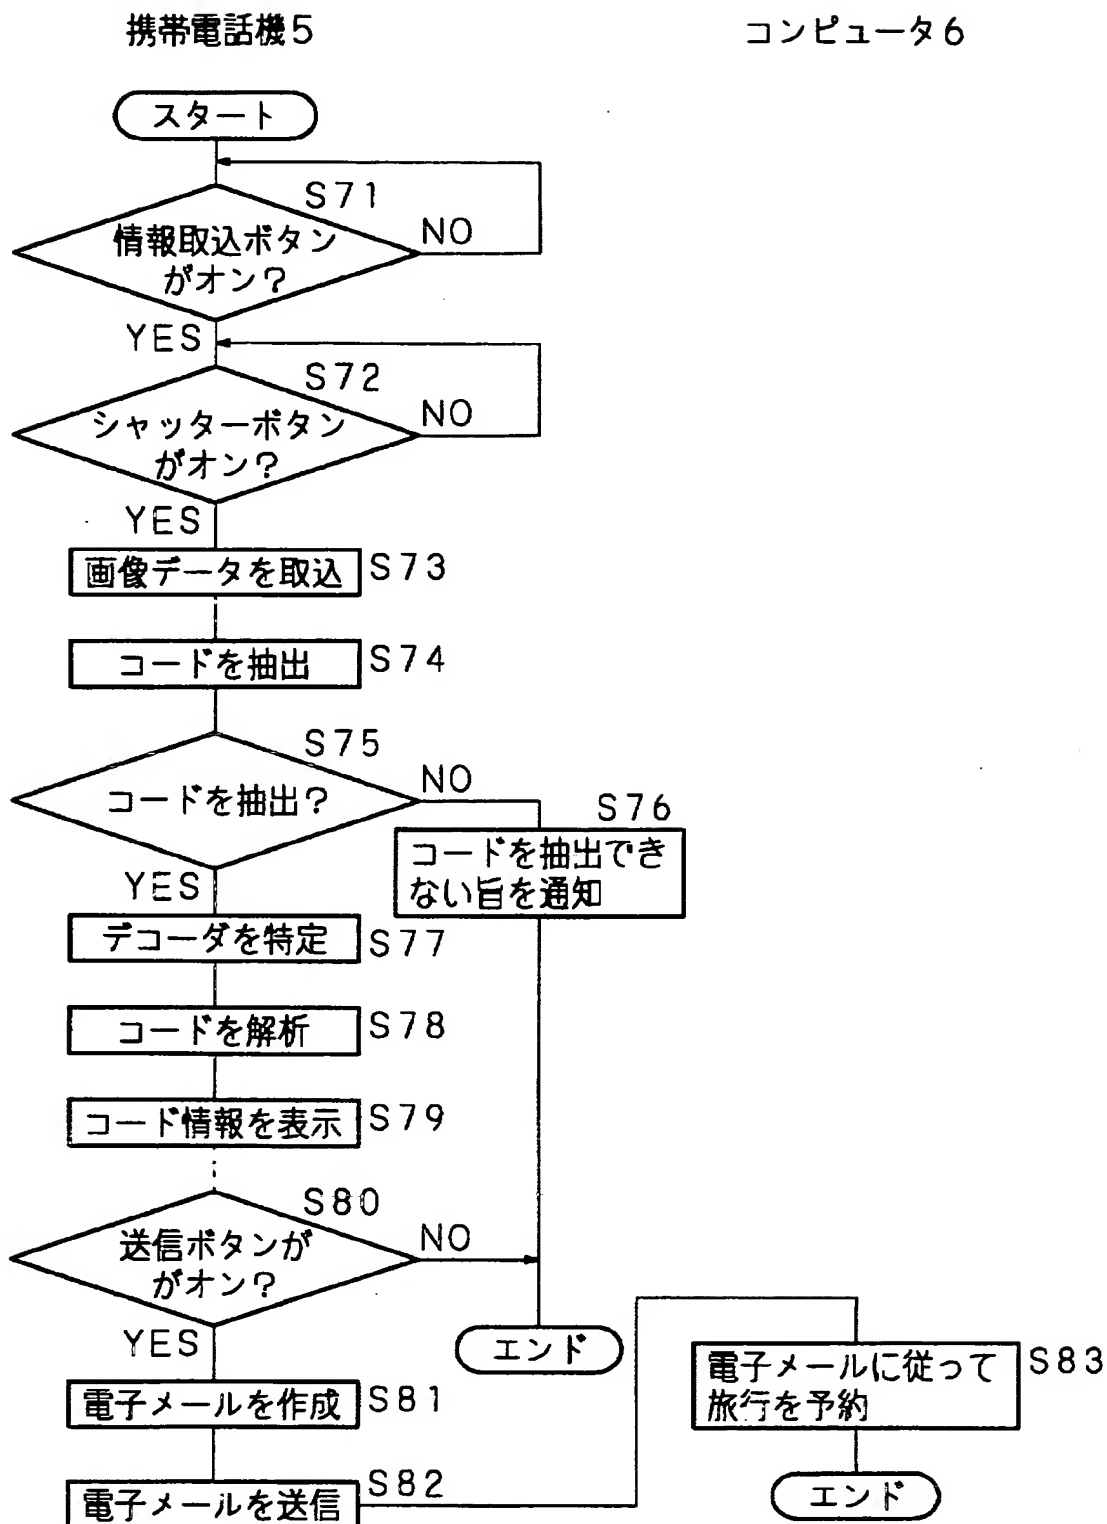 携帯電話機5
コンピュータ6
スタート
S71
情報取込ボタン
がオン?
NO
YES
S72
シャッターボタン
がオン?
NO
YES
画像データを取込
S73
コードを抽出
S74
S75
コードを抽出?
NO
YES
S76
コードを抽出でき
ない旨を通知
デコーダを特定
S77
コードを解析
S78
コード情報を表示
S79
S80
送信ボタンが
がオン?
NO
YES
エンド
電子メールを作成
S81
電子メールを送信
S82
電子メールに従って
旅行を予約
S83
エンド